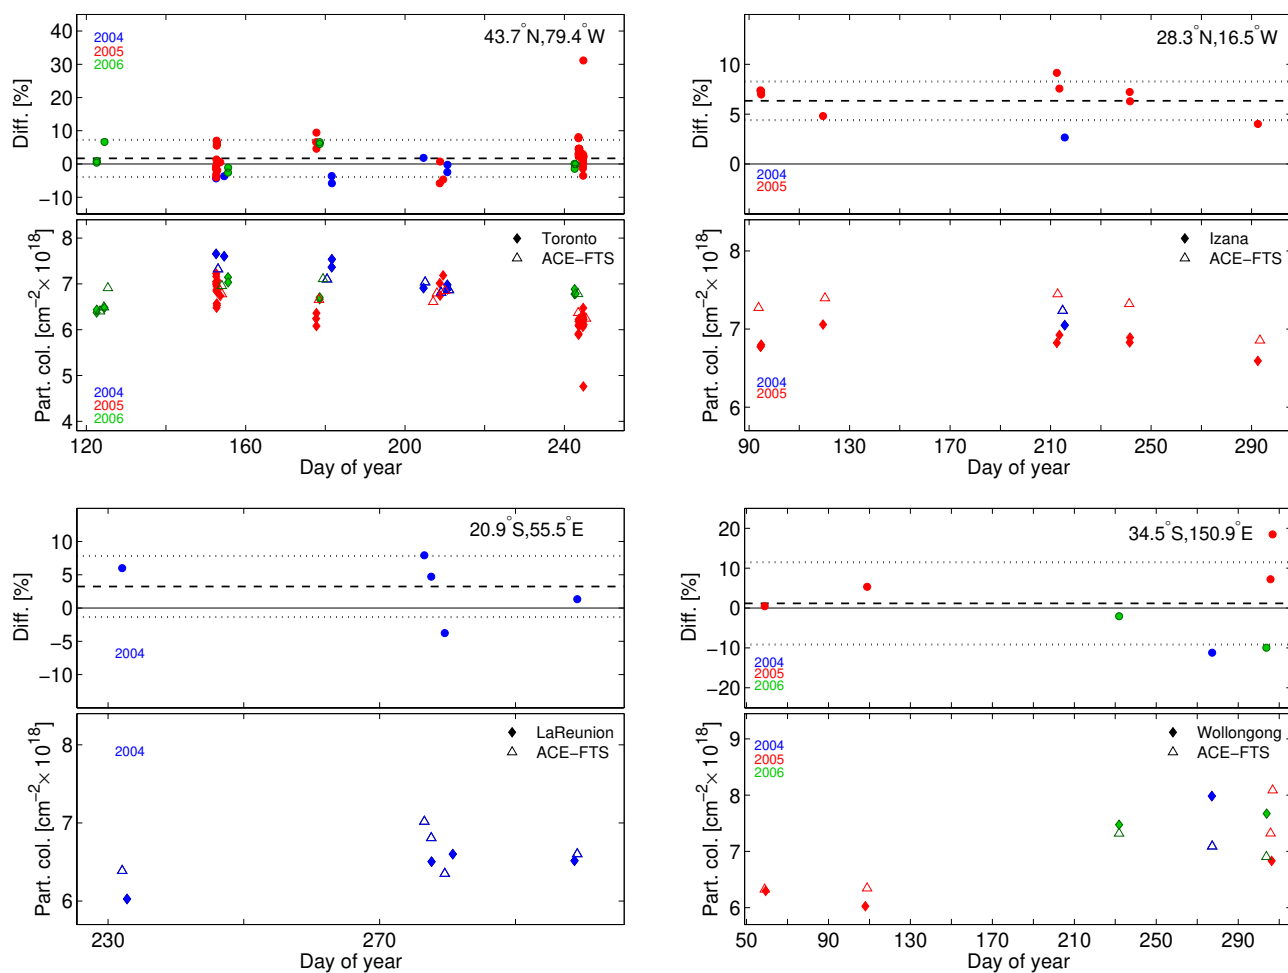 43.7°N,79.4°W
2004
2005
2006
Diff. [%]
40
30
20
10
0
−10
Toronto
ACE−FTS
2004
2005
2006
Part. col. [cm−2× 1018]
8
7
6
5
4
120 160 200 240
Day of year
28.3°N,16.5°W
2004
2005
Diff. [%]
10
5
0
Izana
ACE−FTS
2004
2005
Part. col. [cm−2× 1018]
8
7
6
90 130 170 210 250 290
Day of year
20.9°S,55.5°E
2004
Diff. [%]
10
5
0
−5
−10
LaReunion
ACE−FTS
2004
Part. col. [cm−2× 1018]
8
7
6
230 270
Day of year
34.5°S,150.9°E
2004
2005
2006
Diff. [%]
20
10
0
−10
−20
Wollongong
ACE−FTS
2004
2005
2006
Part. col. [cm−2× 1018]
9
8
7
6
50 90 130 170 210 250 290
Day of year